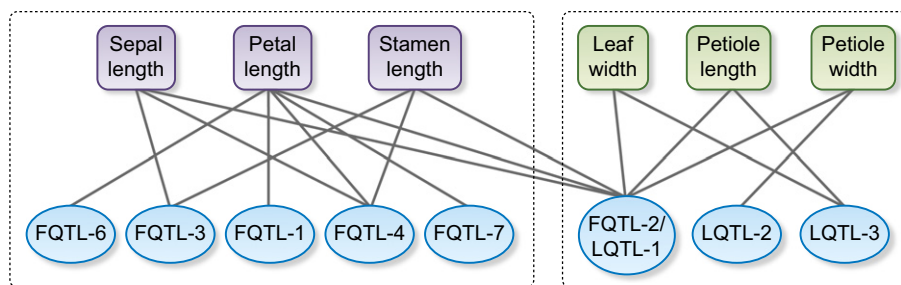 Sepal
length
Petal
length
Stamen
length
Leaf
width
Petiole
length
Petiole
width
FQTL-6
FQTL-3
FQTL-1
FQTL-4
FQTL-7
FQTL-2/
LQTL-1
LQTL-2
LQTL-3